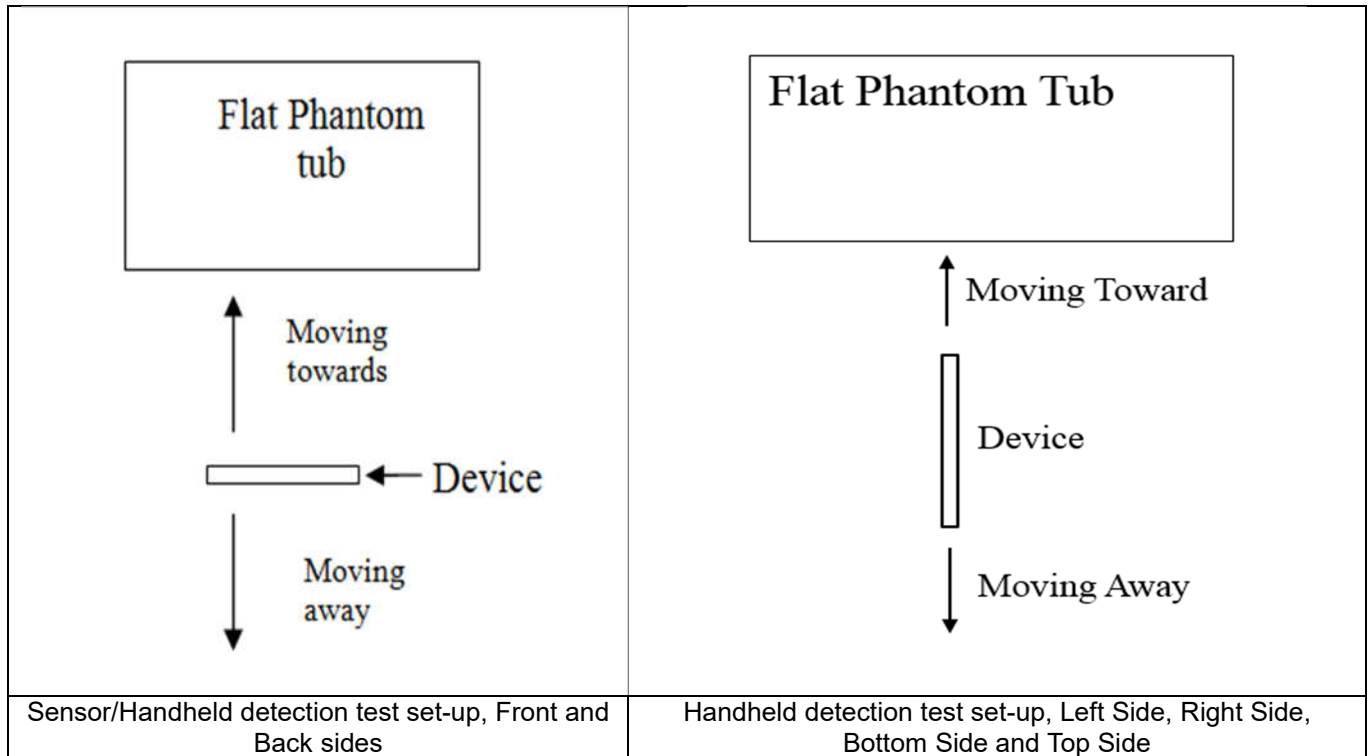 Flat Phantom
tub
Moving
towards
Device
Moving
away
Sensor/Handheld detection test set-up, Front and
Back sides
Flat Phantom Tub
Moving Toward
Device
Moving Away
Handheld detection test set-up, Left Side, Right Side,
Bottom Side and Top Side